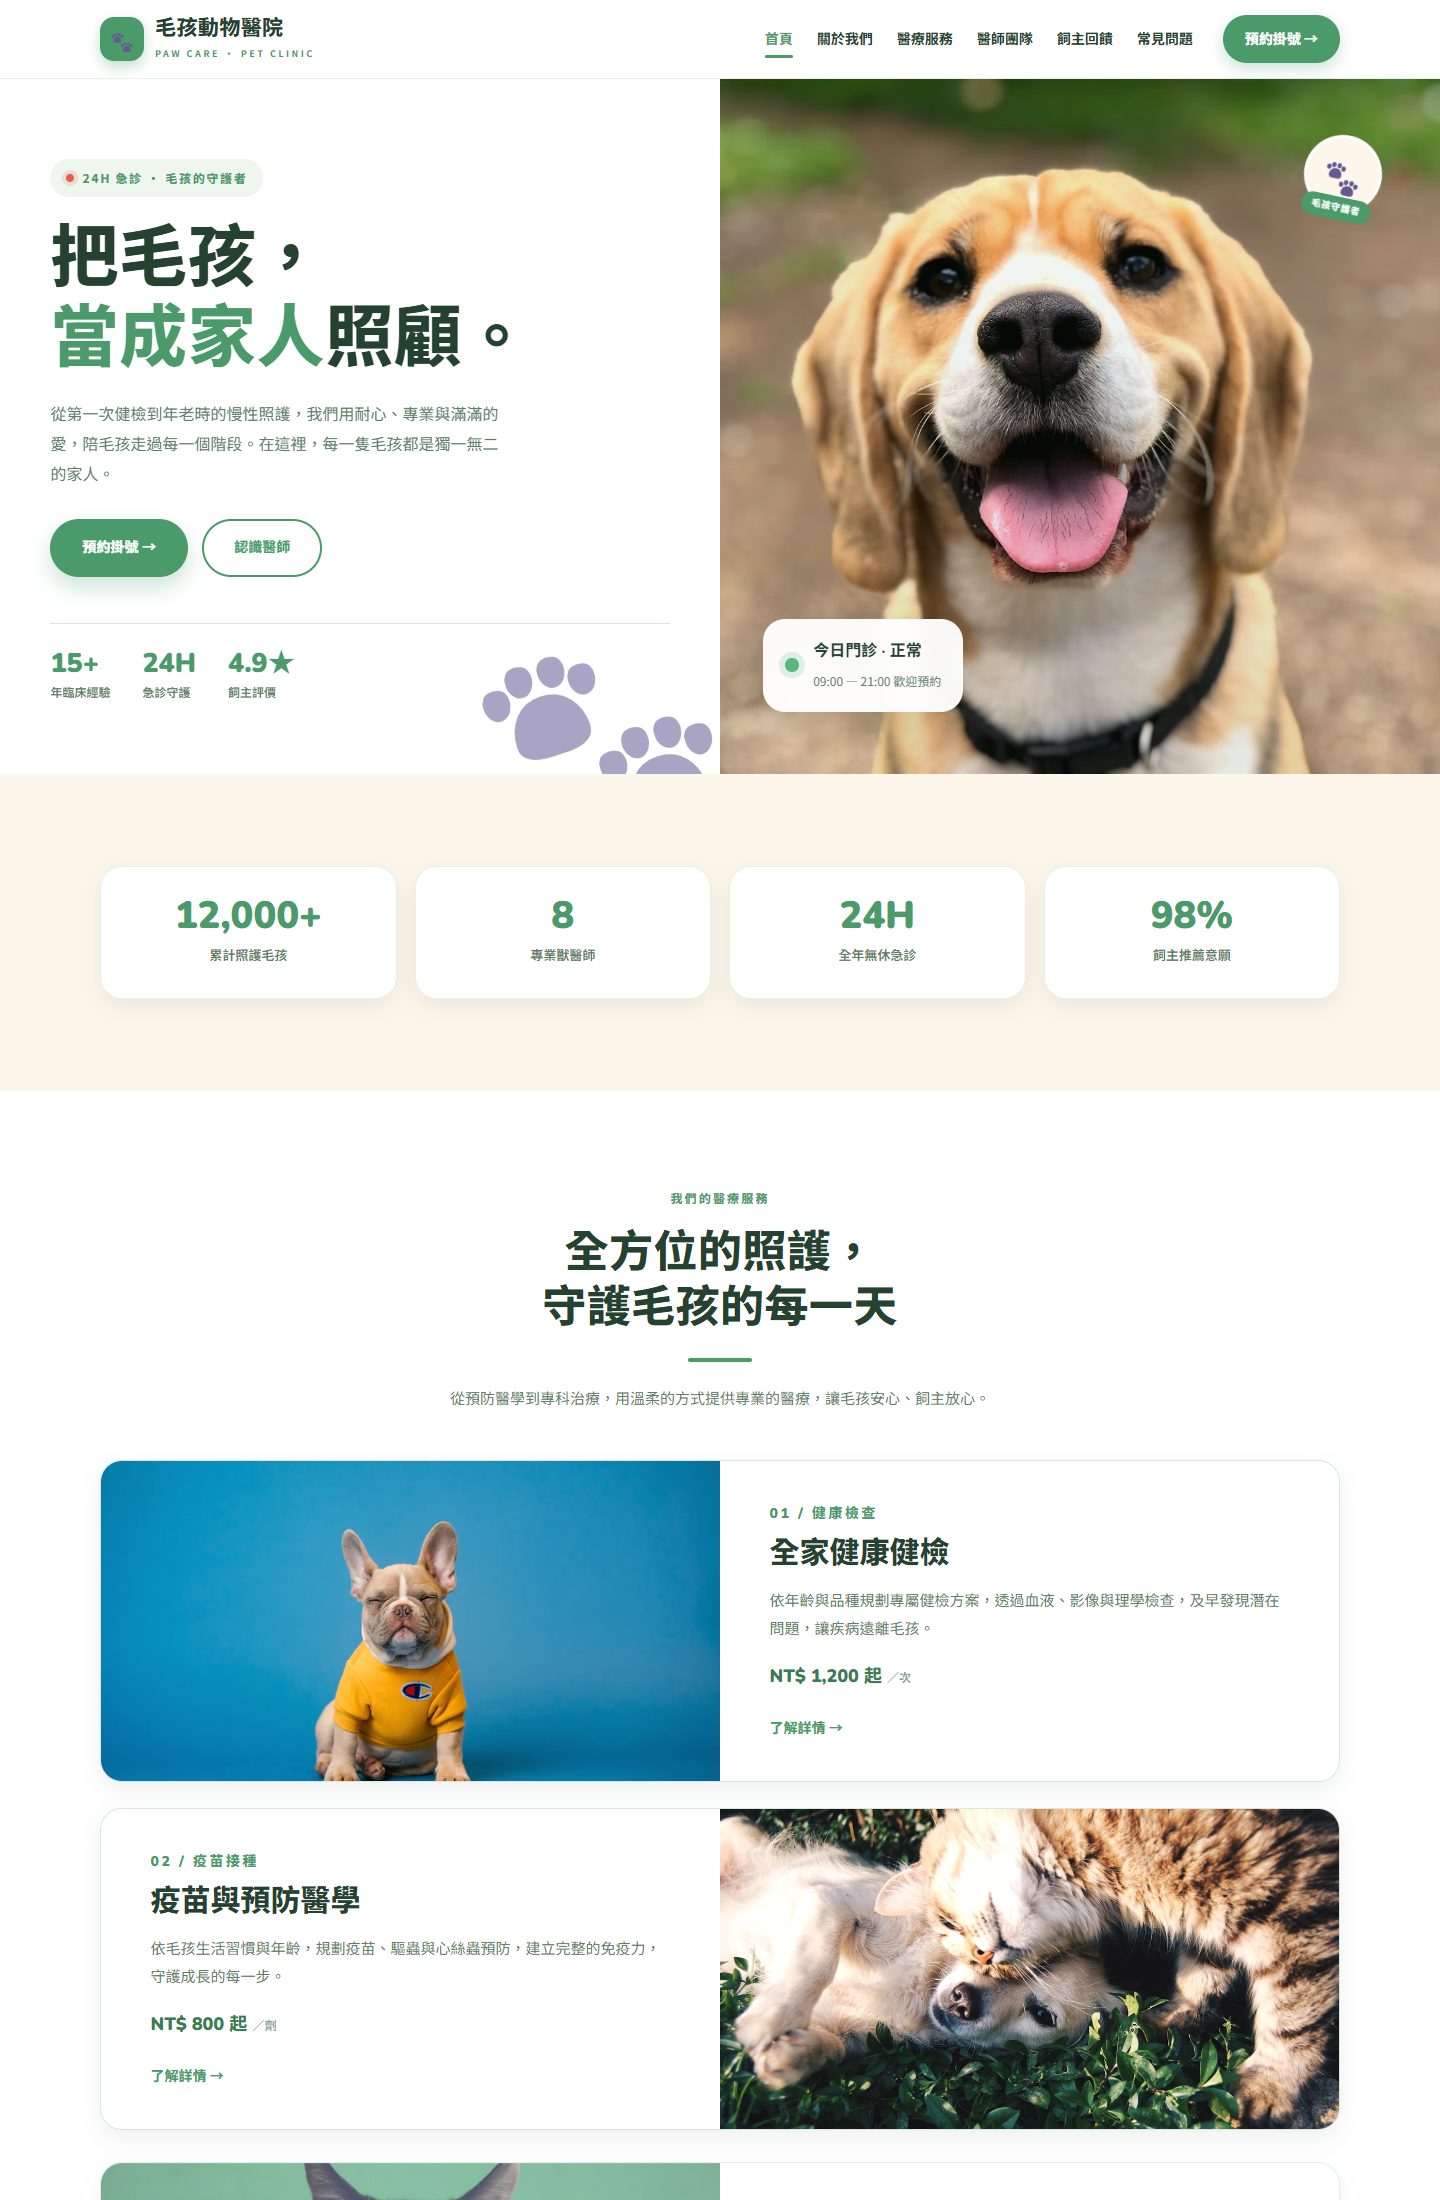 毛孩動物醫院
PAW CARE · PET CLINIC
首頁 關於我們 醫療服務 醫師團隊 飼主回饋 常見問題 預約掛號 →
24H 急診 · 毛孩的守護者
把毛孩，
當成家人照顧。
從第一次健檢到年老時的慢性照護，我們用耐心、專業與滿滿的
愛，陪毛孩走過每一個階段。在這裡，每一隻毛孩都是獨一無二
的家人。
預約掛號 → 認識醫師
15+ 24H 4.9★
年臨床經驗 急診守護 飼主評價
毛孩守護者
今日門診 · 正常
09:00 — 21:00 歡迎預約
12,000+
累計照護毛孩
8
專業獸醫師
24H
全年無休急診
98%
飼主推薦意願
我們的醫療服務
全方位的照護，
守護毛孩的每一天
從預防醫學到專科治療，用溫柔的方式提供專業的醫療，讓毛孩安心、飼主放心。
01 / 健康檢查
全家健康健檢
依年齡與品種規劃專屬健檢方案，透過血液、影像與理學檢查，及早發現潛在
問題，讓疾病遠離毛孩。
NT$ 1,200 起 ／次
了解詳情 →
02 / 疫苗接種
疫苗與預防醫學
依毛孩生活習慣與年齡，規劃疫苗、驅蟲與心絲蟲預防，建立完整的免疫力，
守護成長的每一步。
NT$ 800 起 ／劑
了解詳情 →